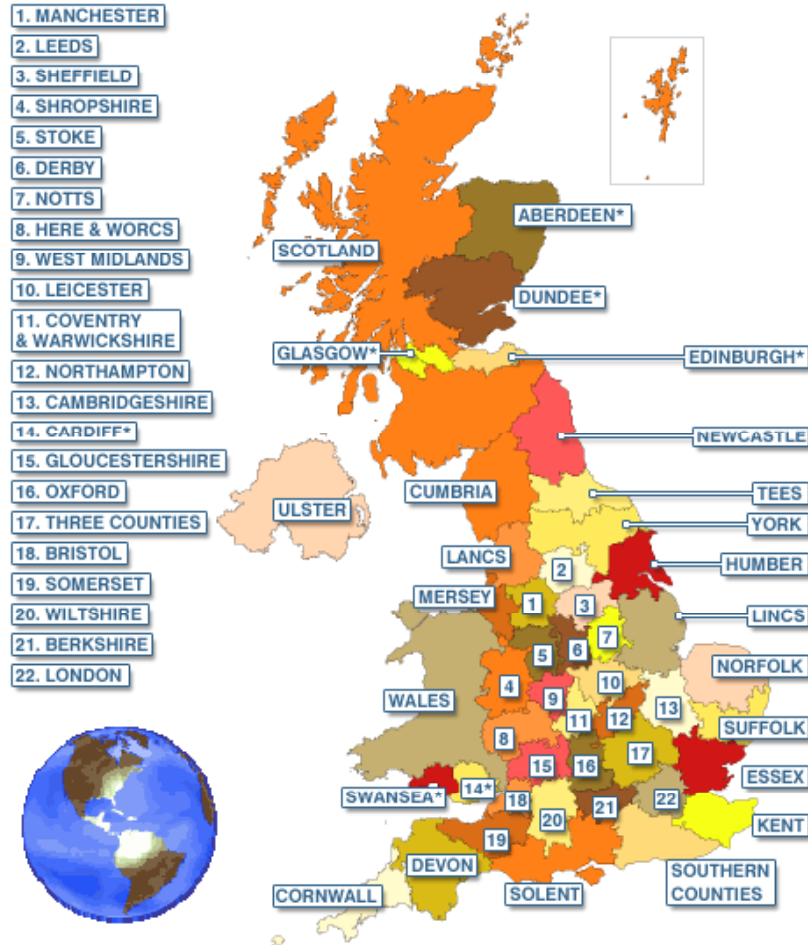 1. MANCHESTER
2. LEEDS
3. SHEFFIELD
4. SHROPSHIRE
5. STOKE
6. DERBY
7. NOTTS
8. HERE & WORCS
9. WEST MIDLANDS
10. LEICESTER
11. COVENTRY
& WARWICKSHIRE
12. NORTHAMPTON
13. CAMBRIDGESHIRE
14. CARDIFF*
15. GLOUCESTERSHIRE
16. OXFORD
17. THREE COUNTIES
18. BRISTOL
19. SOMERSET
20. WILTSHIRE
21. BERKSHIRE
22. LONDON
ABERDEEN*
SCOTLAND
DUNDEE*
GLASGOW*
EDINBURGH*
NEWCASTLE
CUMBRIA
TEES
ULSTER
YORK
LANCS
HUMBER
2
MERSEY
1
3
LINCS
7
5
6
NORFOLK
4
10
WALES
9
13
11
12
SUFFOLK
8
17
15
16
ESSEX
SWANSEA*
14*
18
22
21
20
KENT
19
DEVON
SOUTHERN
COUNTIES
CORNWALL
SOLENT